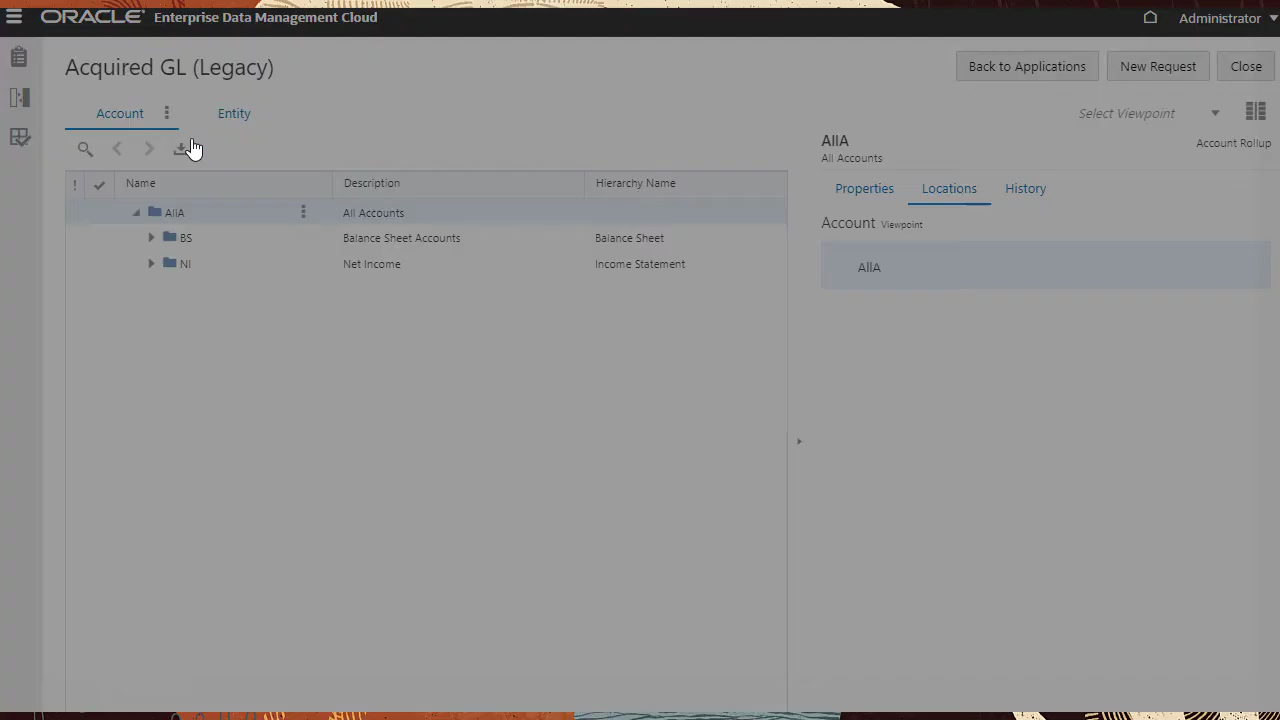 ORACLE Enterprise Data Management Cloud
Administrator
Acquired GL (Legacy)
Back to Applications
New Request
Close
Account
Entity
Select Viewpoint
AllA
All Accounts
Account Rollup
Properties
Locations
History
Account Viewpoint
AllA
! Name Description Hierarchy Name
AllA All Accounts
BS Balance Sheet Accounts Balance Sheet
NI Net Income Income Statement